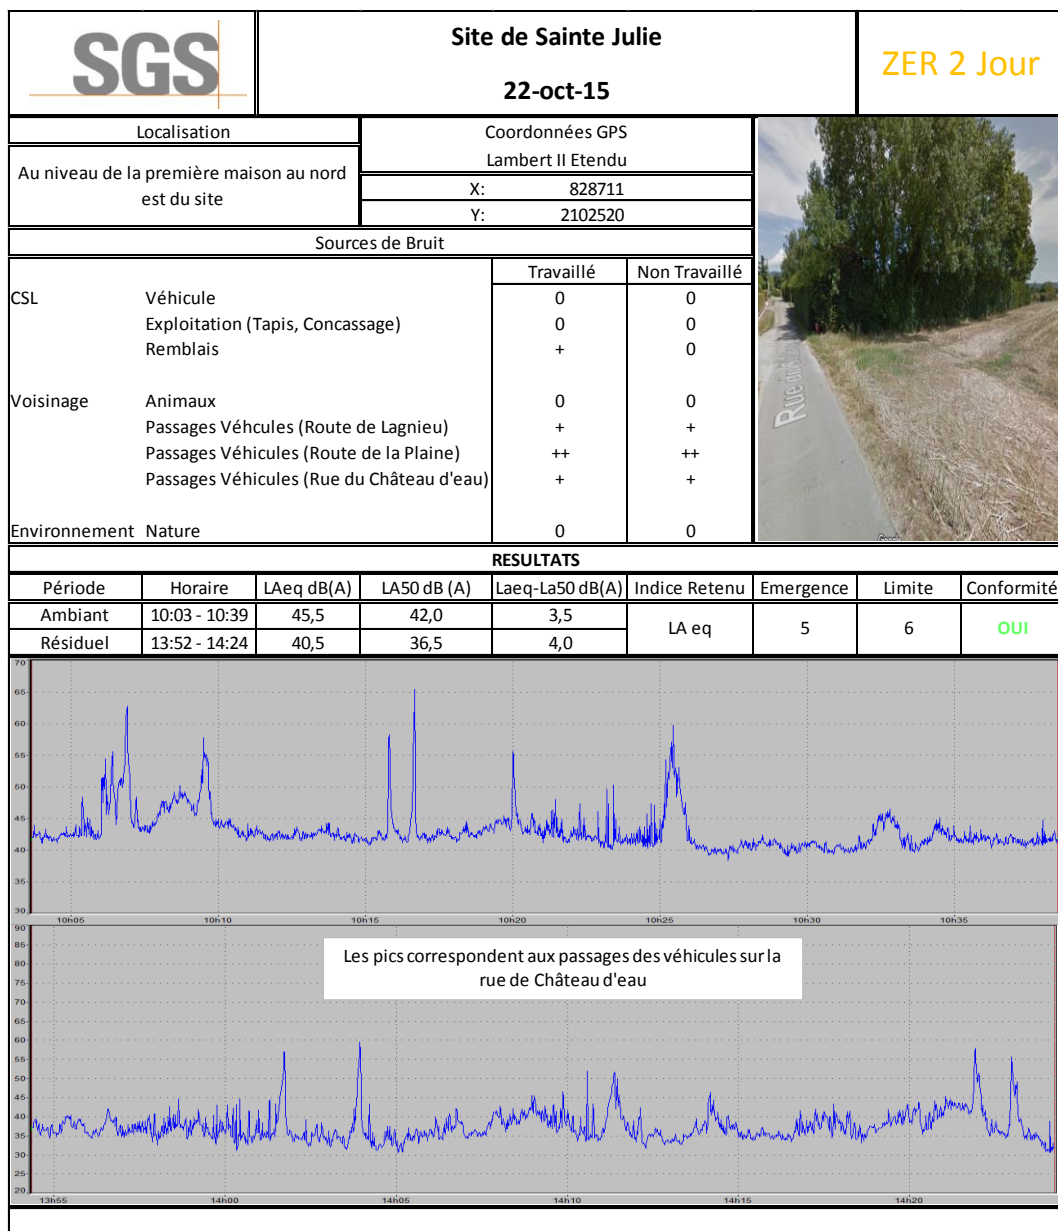 SGS
Site de Sainte Julie
22-oct-15
ZER 2 Jour
Localisation
Au niveau de la première maison au nord
est du site
Coordonnées GPS
Lambert II Etendu
X: 828711
Y: 2102520
Sources de Bruit
Travaillé Non Travaillé
CSL Véhicule 0 0
Exploitation (Tapis, Concassage) 0 0
Remblais + 0
Voisinage Animaux 0 0
Passages Véhcules (Route de Lagnieu) + +
Passages Véhicules (Route de la Plaine) ++ ++
Passages Véhicules (Rue du Château d'eau) + +
Environnement Nature 0 0
Rue du
Google
RESULTATS
Période Horaire LAeq dB(A) LA50 dB (A) Laeq-La50 dB(A) Indice Retenu Emergence Limite Conformité
Ambiant 10:03 - 10:39 45,5 42,0 3,5 LA eq 5 6 OUI
Résiduel 13:52 - 14:24 40,5 36,5 4,0
70
65
60
55
50
45
40
35
30
10h05 10h10 10h15 10h20 10h25 10h30 10h35
90
85
80
75
70
65
60
55
50
45
40
35
30
25
20
Les pics correspondent aux passages des véhicules sur la
rue de Château d'eau
13h55 14h00 14h05 14h10 14h15 14h20